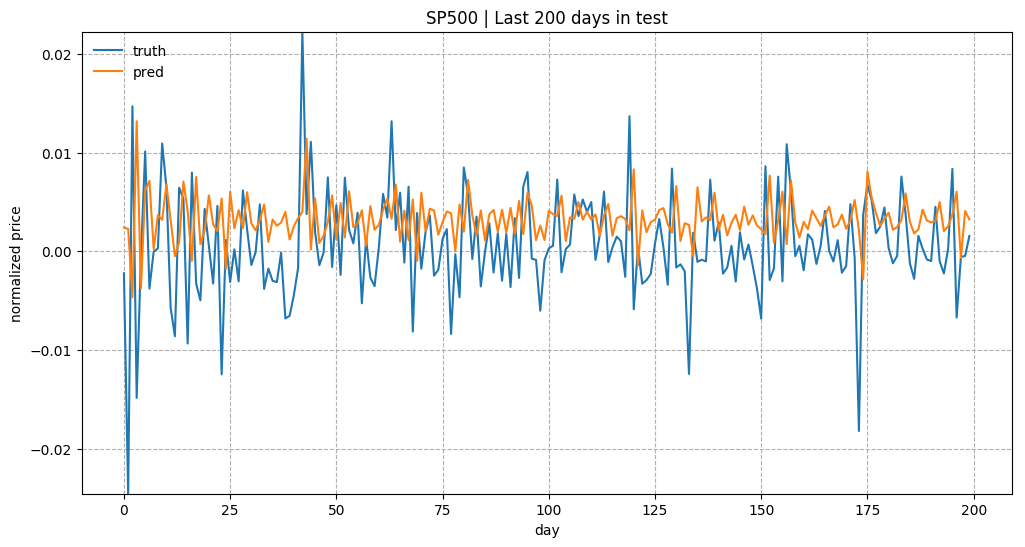 SP500 | Last 200 days in test
truth
pred
0.02
0.01
0.00
−0.01
−0.02
normalized price
0 25 50 75 100 125 150 175 200
day